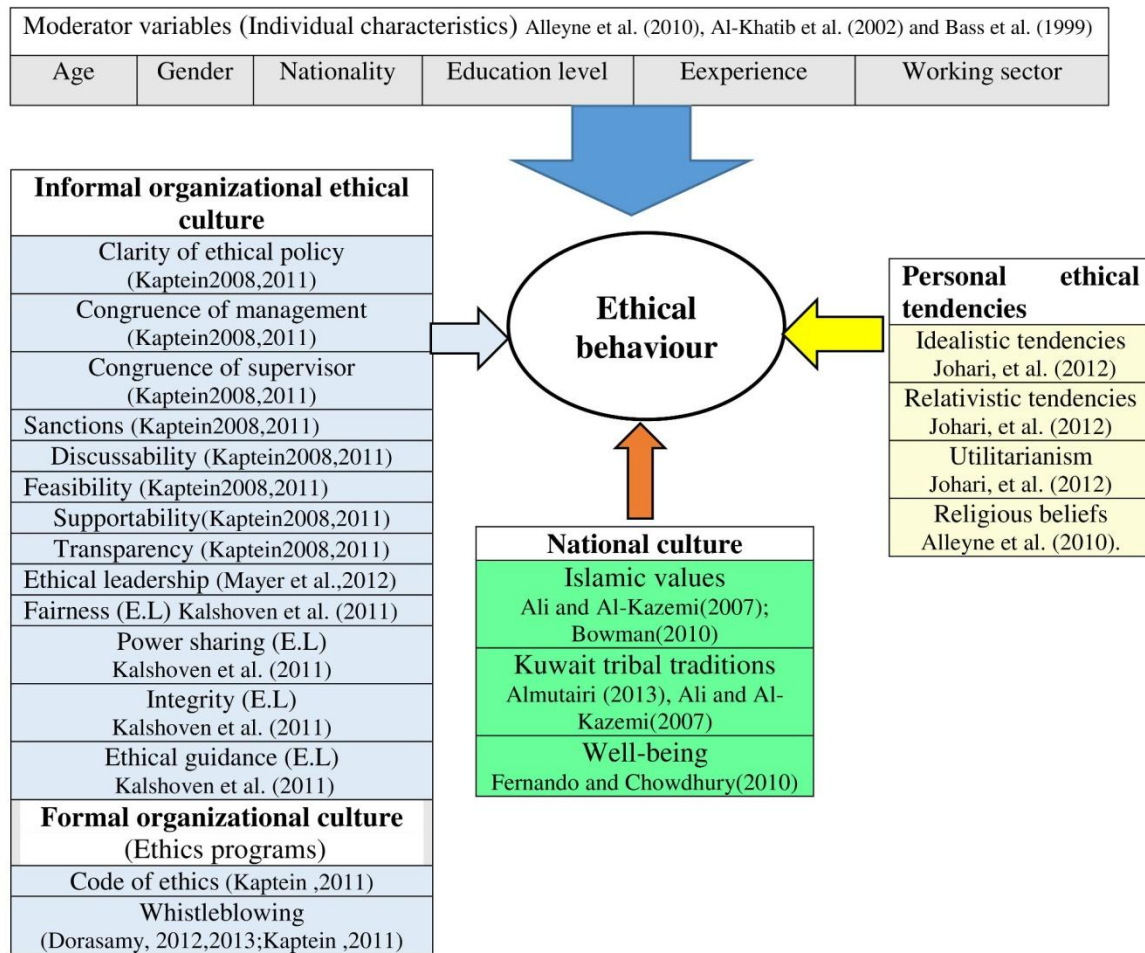 Moderator variables (Individual characteristics) Alleyne et al. (2010), Al-Khatib et al. (2002) and Bass et al. (1999)
Age Gender Nationality Education level Eexperience Working sector
Informal organizational ethical
culture
Clarity of ethical policy
(Kaptein2008,2011)
Congruence of management
(Kaptein2008,2011)
Congruence of supervisor
(Kaptein2008,2011)
Sanctions (Kaptein2008,2011)
Discussability (Kaptein2008,2011)
Feasibility (Kaptein2008,2011)
Supportability(Kaptein2008,2011)
Transparency (Kaptein2008,2011)
Ethical leadership (Mayer et al.,2012)
Fairness (E.L) Kalshoven et al. (2011)
Power sharing (E.L)
Kalshoven et al. (2011)
Integrity (E.L)
Kalshoven et al. (2011)
Ethical guidance (E.L)
Kalshoven et al. (2011)
Formal organizational culture
(Ethics programs)
Code of ethics (Kaptein ,2011)
Whistleblowing
(Dorasamy, 2012,2013;Kaptein ,2011)
Ethical
behaviour
National culture
Islamic values
Ali and Al-Kazemi(2007);
Bowman(2010)
Kuwait tribal traditions
Almutairi (2013), Ali and Al-
Kazemi(2007)
Well-being
Fernando and Chowdhury(2010)
Personal ethical
tendencies
Idealistic tendencies
Johari, et al. (2012)
Relativistic tendencies
Johari, et al. (2012)
Utilitarianism
Johari, et al. (2012)
Religious beliefs
Alleyne et al. (2010).